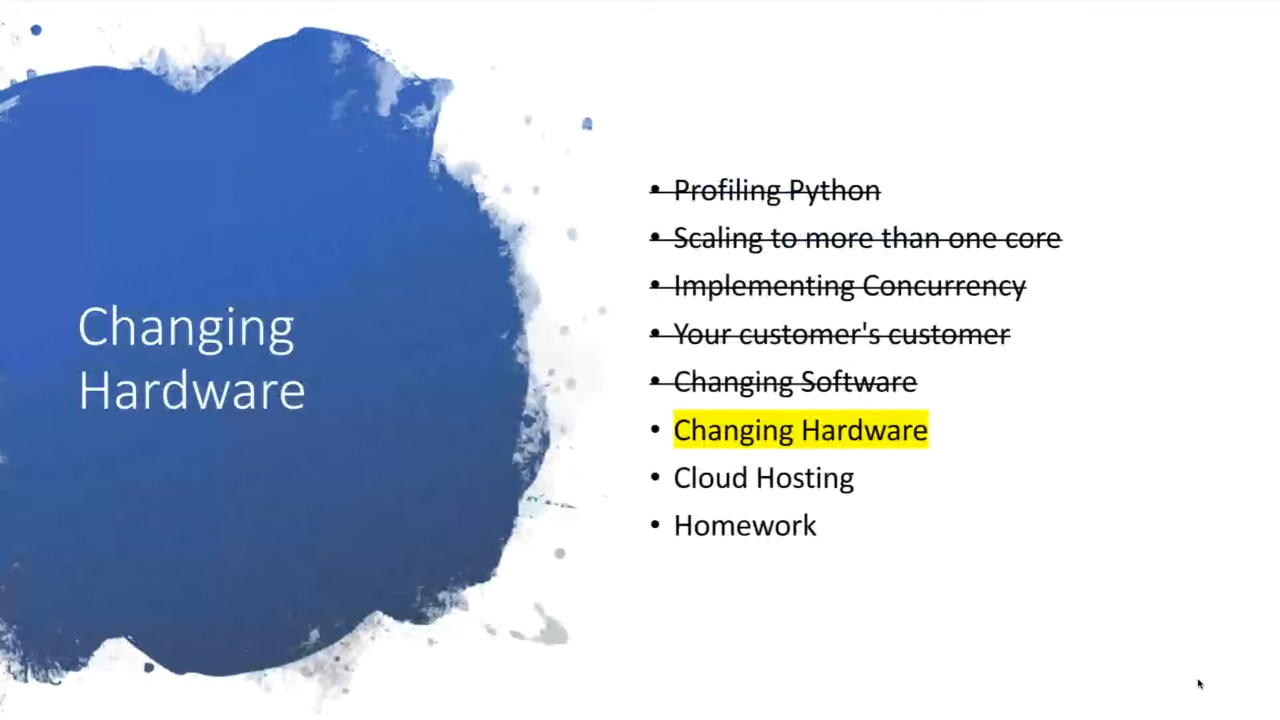 Changing
Hardware
• Profiling Python
• Scaling to more than one core
• Implementing Concurrency
• Your customer's customer
• Changing Software
• Changing Hardware
• Cloud Hosting
• Homework